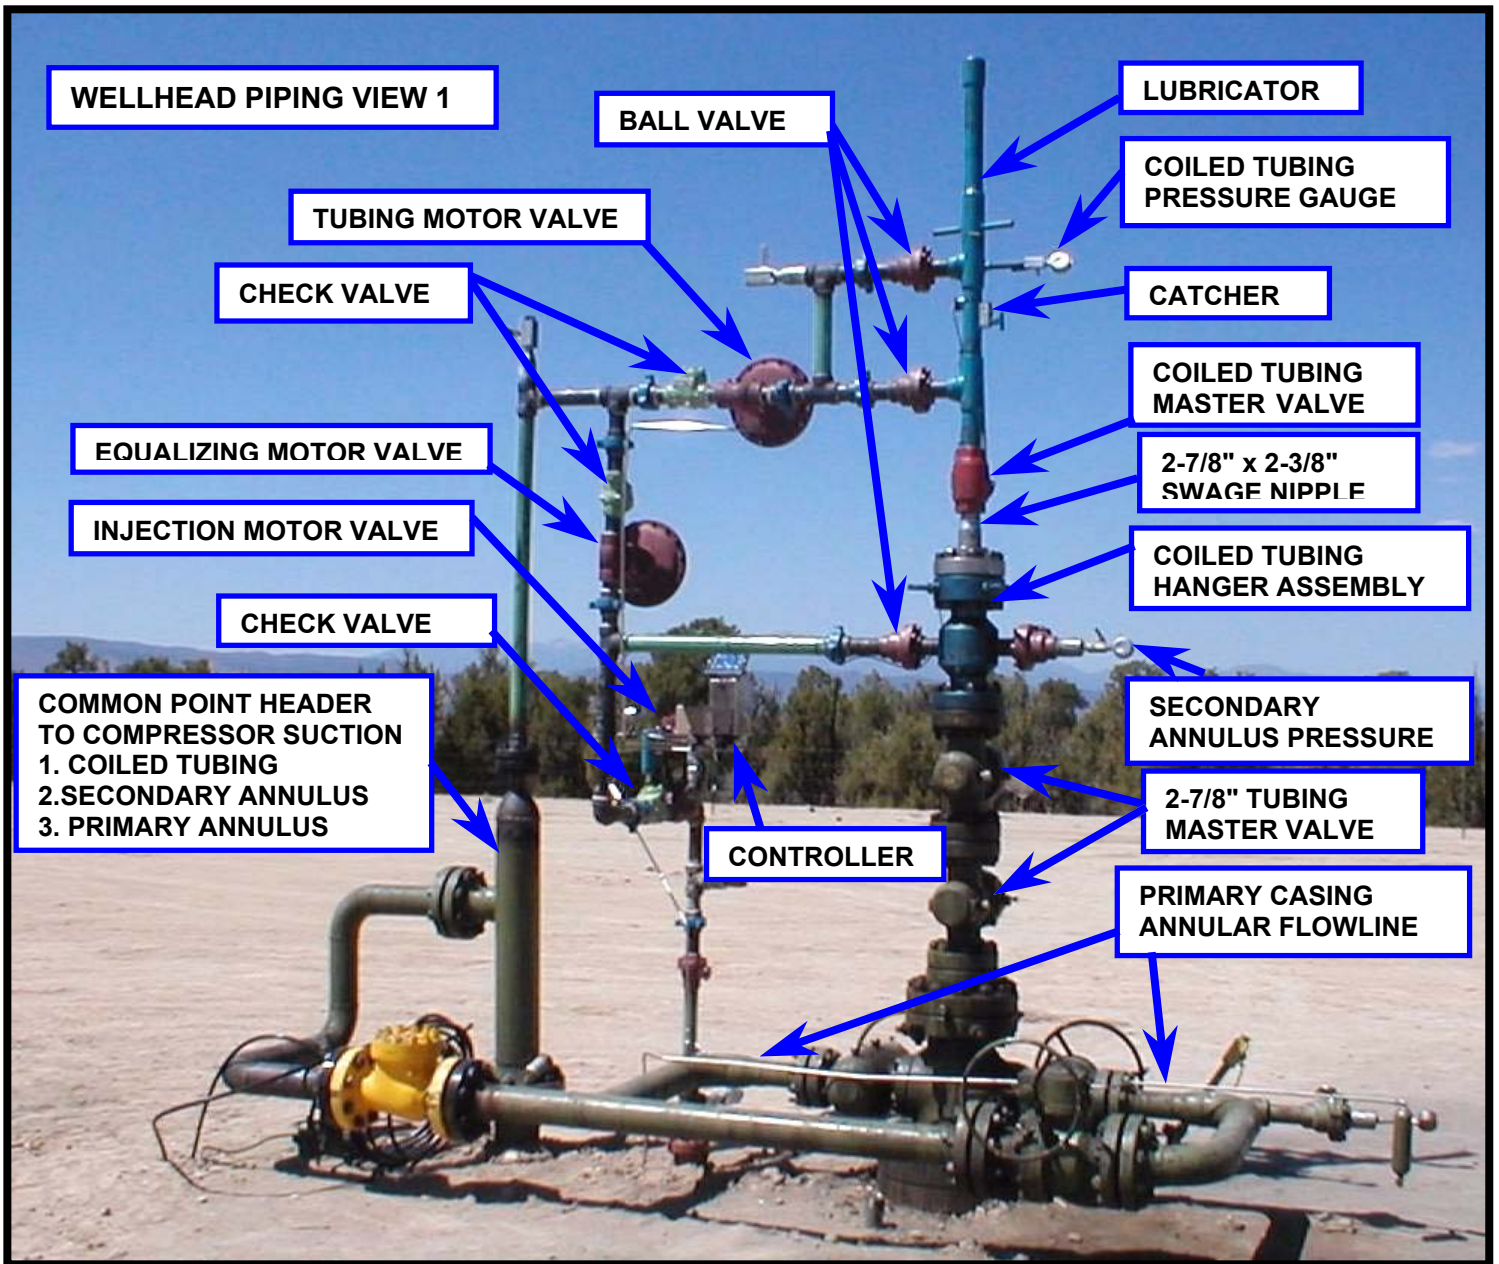 WELLHEAD PIPING VIEW 1
BALL VALVE
LUBRICATOR
COILED TUBING
PRESSURE GAUGE
TUBING MOTOR VALVE
CHECK VALVE
CATCHER
COILED TUBING
MASTER VALVE
EQUALIZING MOTOR VALVE
2-7/8" x 2-3/8"
SWAGE NIPPLE
INJECTION MOTOR VALVE
COILED TUBING
HANGER ASSEMBLY
CHECK VALVE
COMMON POINT HEADER
TO COMPRESSOR SUCTION
1. COILED TUBING
2.SECONDARY ANNULUS
3. PRIMARY ANNULUS
SECONDARY
ANNULUS PRESSURE
2-7/8" TUBING
MASTER VALVE
CONTROLLER
PRIMARY CASING
ANNULAR FLOWLINE